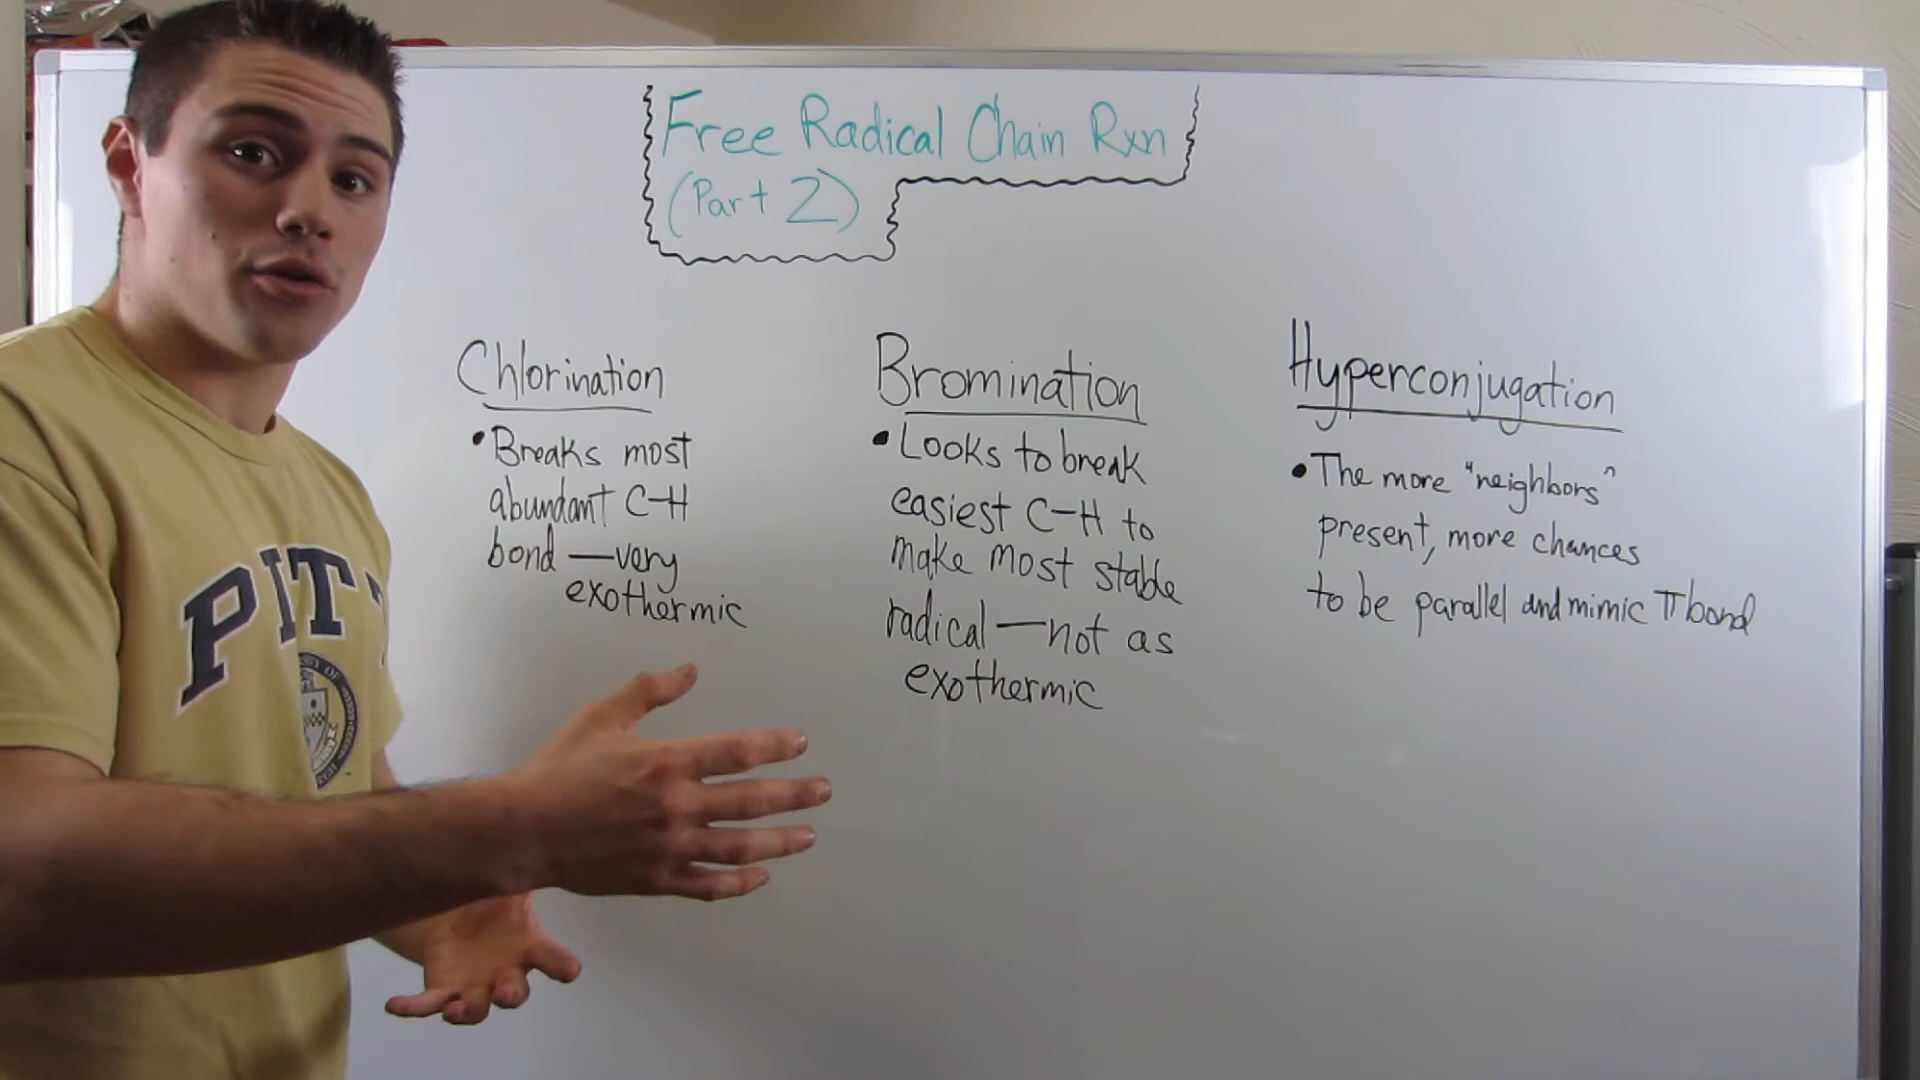 Free Radical Chain Rxn
(Part 2)
Chlorination
• Breaks most
abundant C-H
bond — very
exothermic
Bromination
• Looks to break
easiest C-H to
make most stable
radical — not as
exothermic
Hyperconjugation
• The more "neighbors"
present, more chances
to be parallel and mimic π bond
PITT